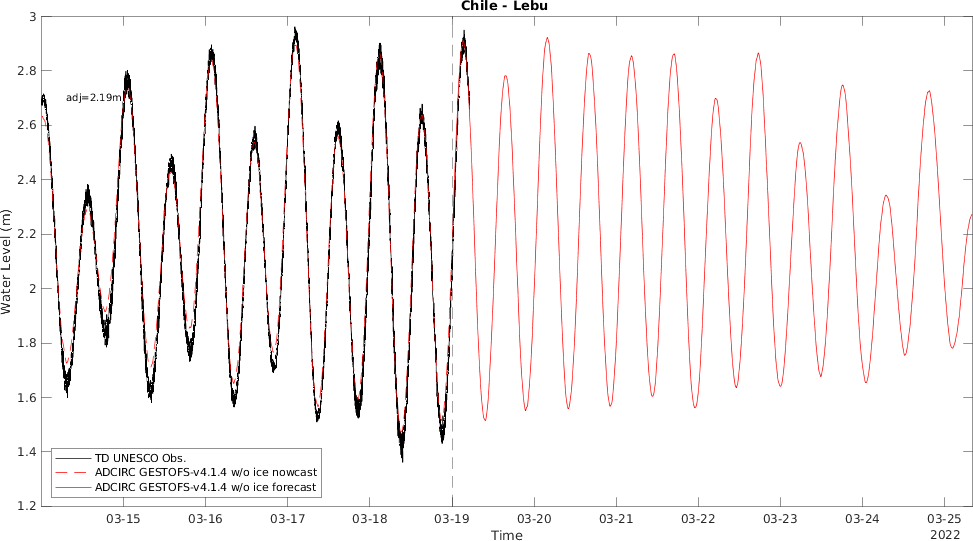 Chile - Lebu
Water Level (m)
3
2.8
2.6
2.4
2.2
2
1.8
1.6
1.4
1.2
adj=2.19m
TD UNESCO Obs.
ADCIRC GESTOFS-v4.1.4 w/o ice nowcast
ADCIRC GESTOFS-v4.1.4 w/o ice forecast
03-15 03-16 03-17 03-18 03-19 03-20 03-21 03-22 03-23 03-24 03-25
Time
2022